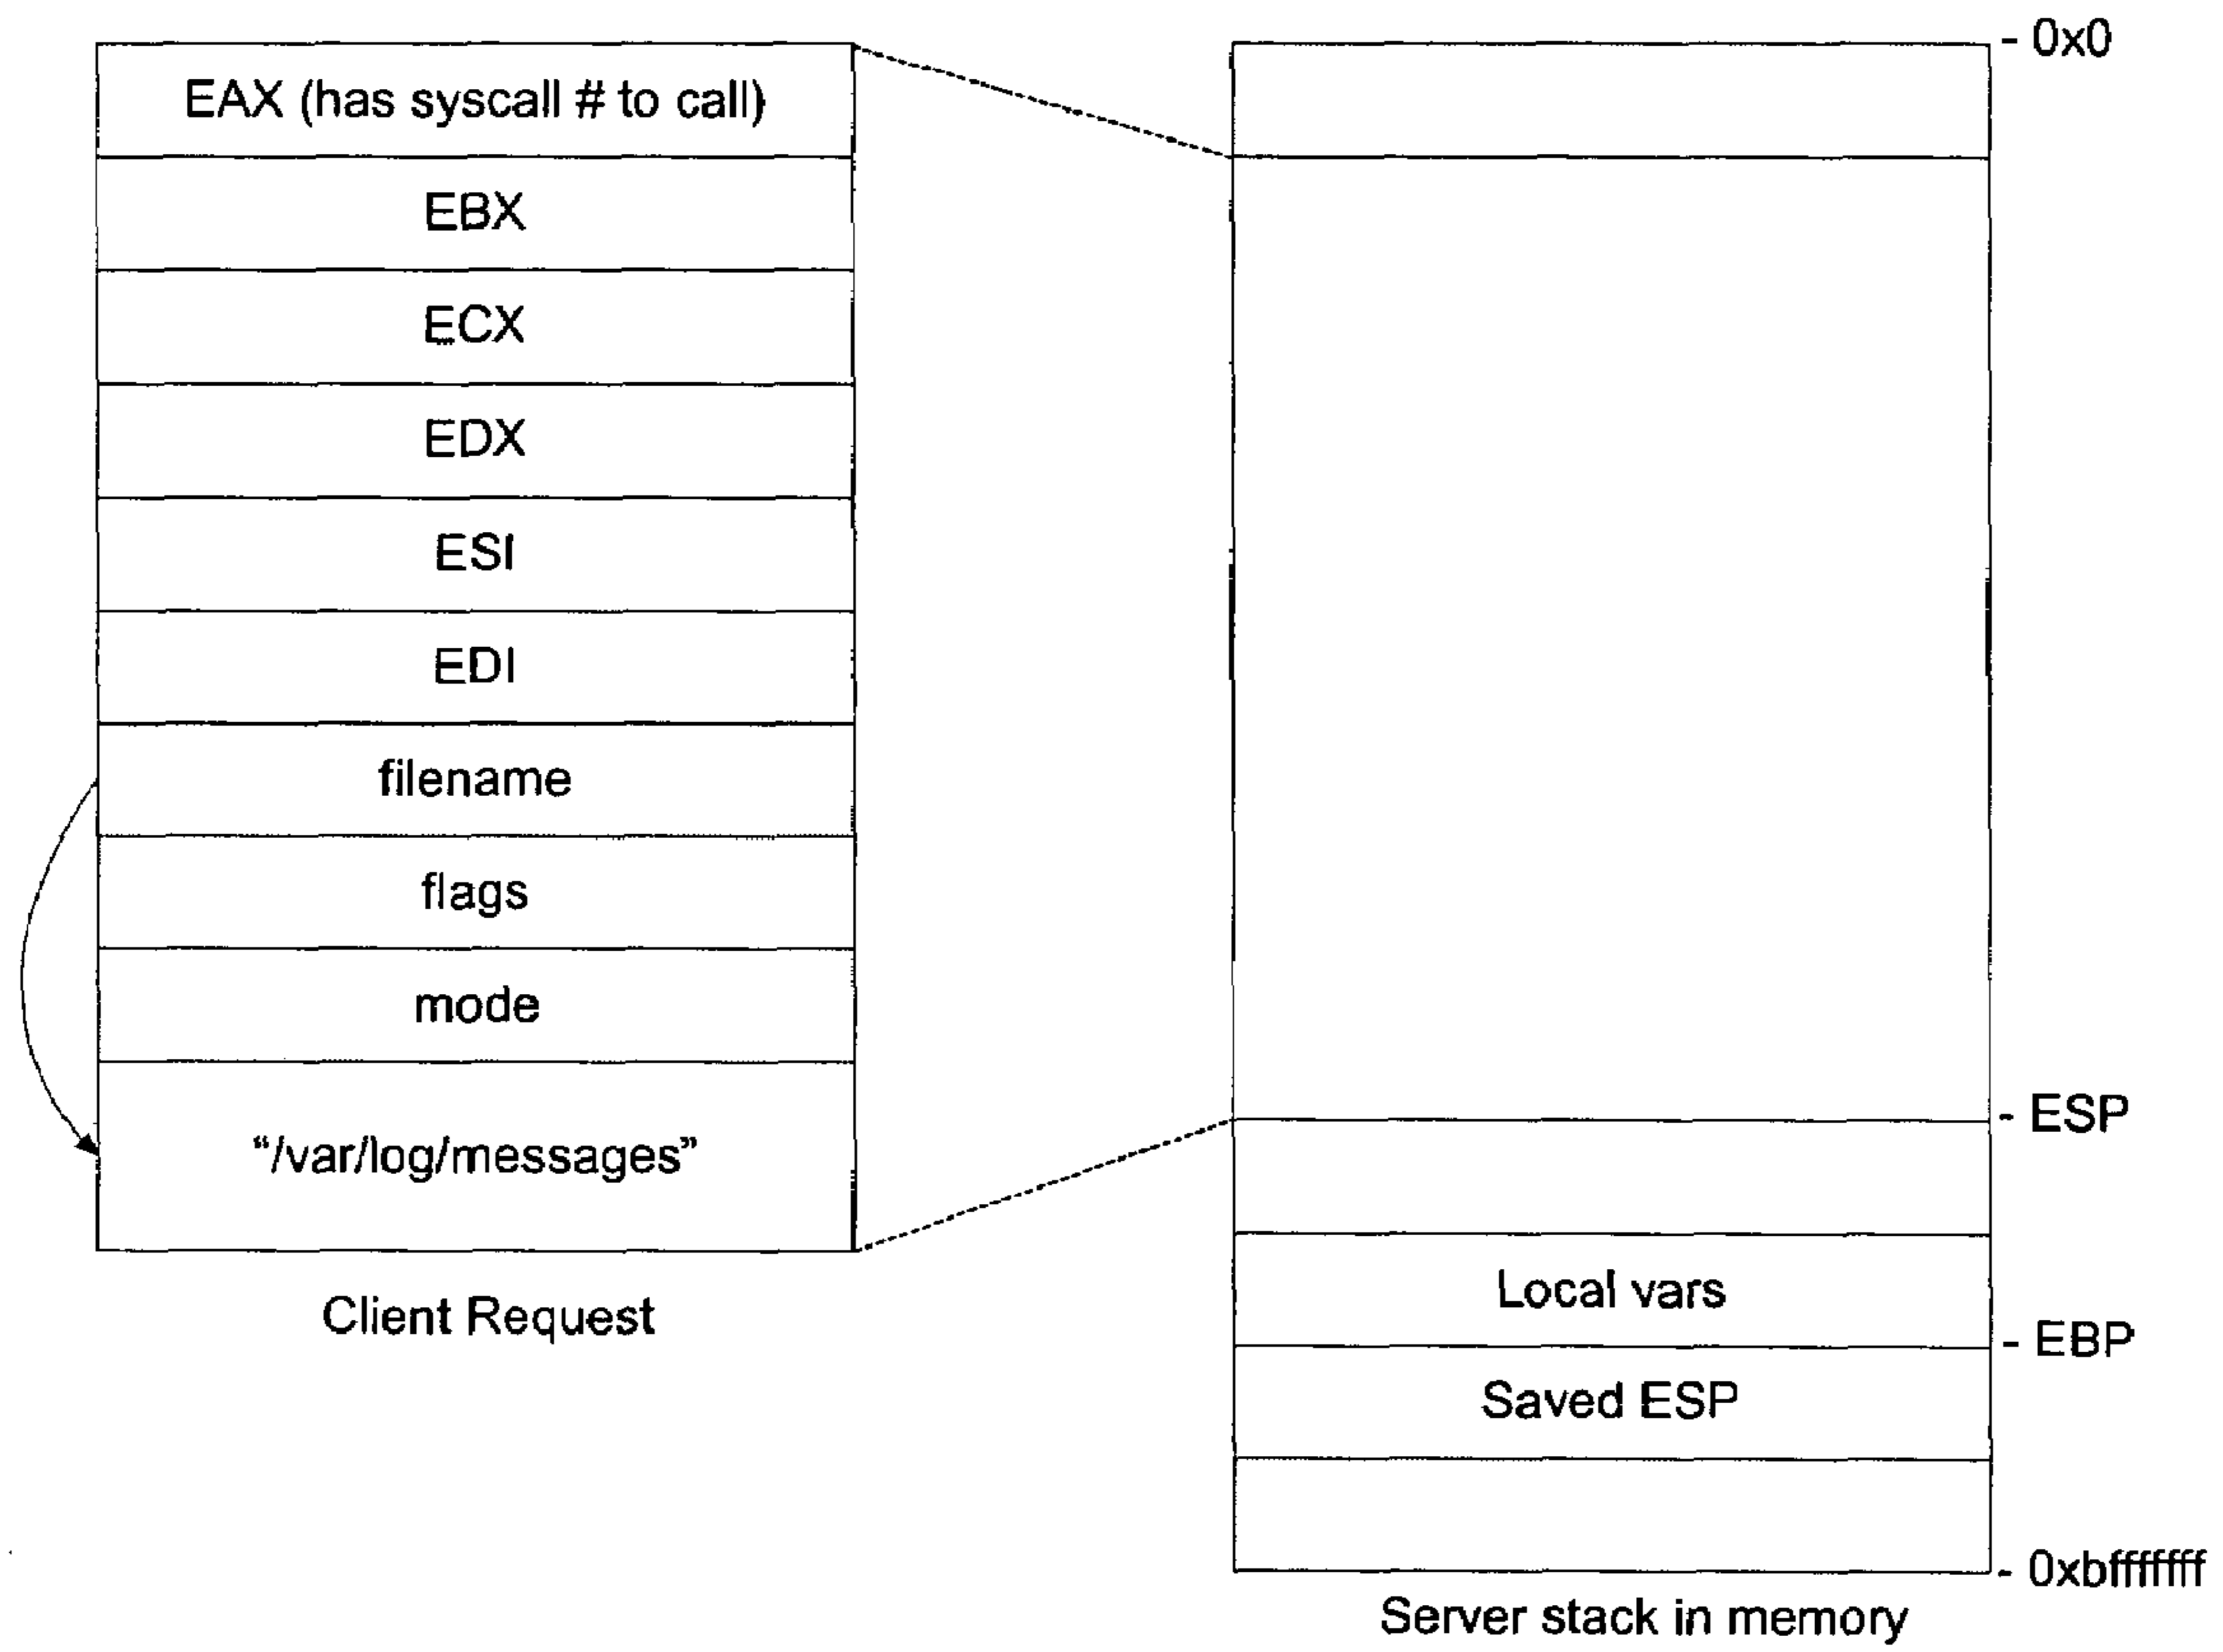 EAX (has syscall # to call)
EBX
ECX
EDX
ESI
EDI
filename
flags
mode
“/var/log/messages”
Client Request
- 0x0
- ESP
Local vars
- EBP
Saved ESP
- 0xbfffffff
Server stack in memory